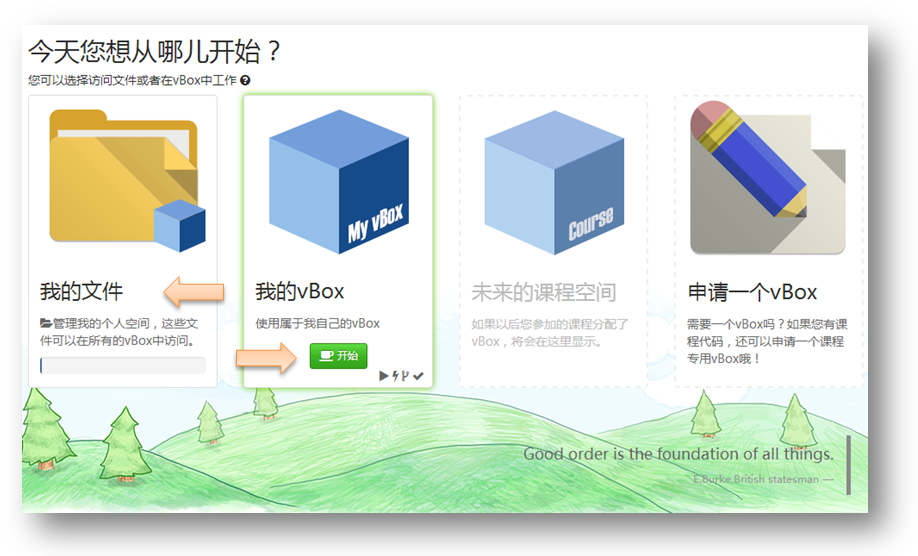 今天您想从哪儿开始？
您可以选择访问文件或者在vBox中工作
My vBox
Course
我的文件
管理我的个人空间，这些文
件可以在所有的vBox中访问。
我的vBox
使用属于我自己的vBox
开始
未来的课程空间
如果以后您参加的课程分配了
vBox，将会在这里显示。
申请一个vBox
需要一个vBox吗？如果您有课
程代码，还可以申请一个课程
专用vBox哦！
Good order is the foundation of all things.
E.Burke,British statesman —